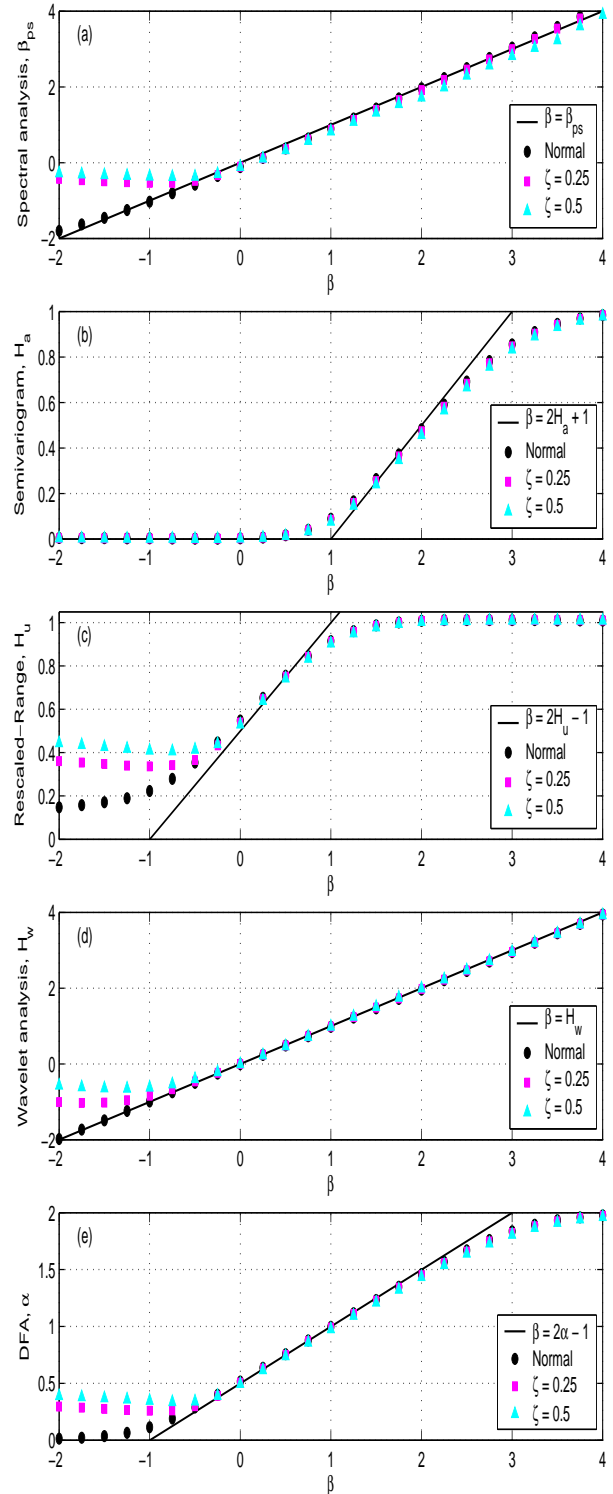 4
2
0
−2
Spectral analysis, β_ps
(a)
β = β_ps
Normal
ζ = 0.25
ζ = 0.5
−2 −1 0 1 2 3 4
β
1
0.8
0.6
0.4
0.2
0
Semivariogram, H_a
(b)
β = 2H_a + 1
Normal
ζ = 0.25
ζ = 0.5
−2 −1 0 1 2 3 4
β
1
0.8
0.6
0.4
0.2
0
Rescaled−Range, H_u
(c)
β = 2H_u − 1
Normal
ζ = 0.25
ζ = 0.5
−2 −1 0 1 2 3 4
β
4
2
0
−2
Wavelet analysis, H_w
(d)
β = H_w
Normal
ζ = 0.25
ζ = 0.5
−2 −1 0 1 2 3 4
β
2
1.5
1
0.5
0
DFA, α
(e)
β = 2α − 1
Normal
ζ = 0.25
ζ = 0.5
−2 −1 0 1 2 3 4
β